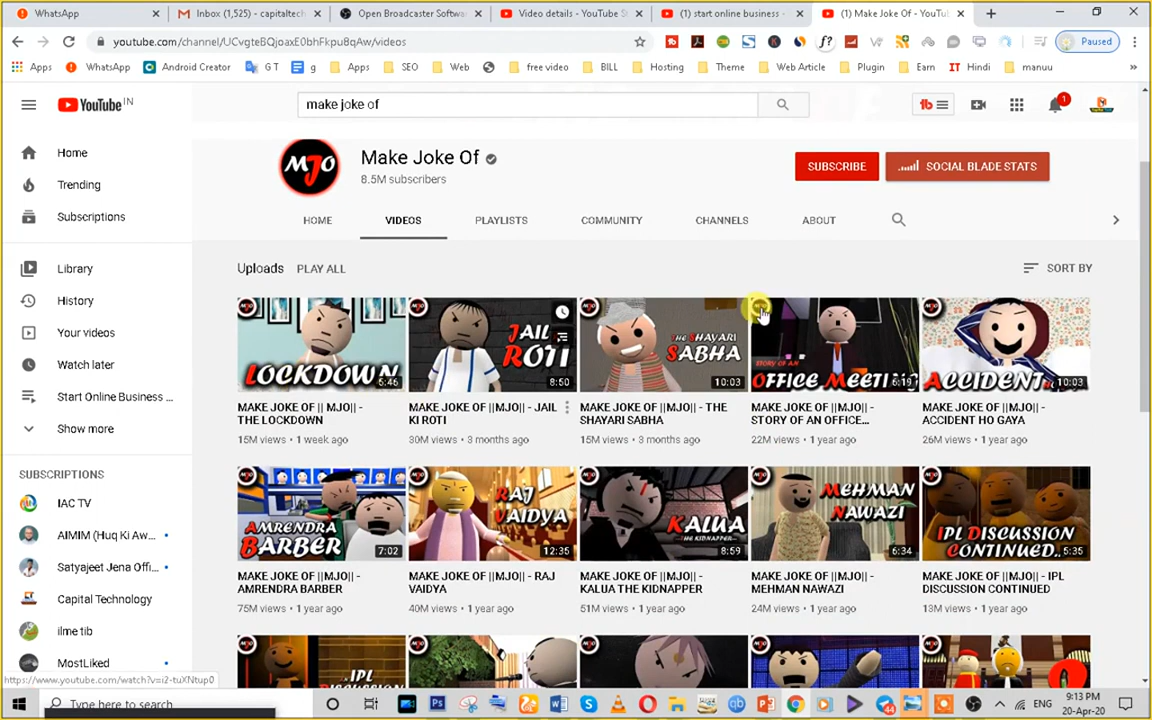 WhatsApp
Inbox (1,525) - capitaltech
Open Broadcaster Softwa
Video details - YouTube St
(1) start online business -
(1) Make Joke Of - YouTu
youtube.com/channel/UCvgteBQjoaxE0bhFkpu8qAw/videos
Paused
Apps
WhatsApp
Android Creator
G T
g
Apps
SEO
Web
free video
BILL
Hosting
Theme
Web Article
Plugin
Earn
IT Hindi
manuu
YouTube IN
make joke of
1
Home
Trending
Subscriptions
Library
History
Your videos
Watch later
Start Online Business ...
Show more
SUBSCRIPTIONS
IAC TV
AIMIM (Huq Ki Aw...
Satyajeet Jena Offi...
Capital Technology
ilme tib
MostLiked
MJO
Make Joke Of
8.5M subscribers
SUBSCRIBE
SOCIAL BLADE STATS
HOME
VIDEOS
PLAYLISTS
COMMUNITY
CHANNELS
ABOUT
Uploads
PLAY ALL
SORT BY
LOCKDOWN
5:46
JAIL
ROTI
8:50
THE SHAYARI
SABHA
10:03
STORY OF AN
OFFICE MEETING
6:19
ACCIDENT
10:03
MAKE JOKE OF || MJO|| -
THE LOCKDOWN
15M views • 1 week ago
MAKE JOKE OF ||MJO|| - JAIL
KI ROTI
30M views • 3 months ago
MAKE JOKE OF ||MJO|| - THE
SHAYARI SABHA
15M views • 3 months ago
MAKE JOKE OF ||MJO|| -
STORY OF AN OFFICE...
22M views • 1 year ago
MAKE JOKE OF ||MJO|| -
ACCIDENT HO GAYA
26M views • 1 year ago
AMRENDRA
BARBER
7:02
RAJ
VAIDYA
12:35
KALUA
THE KIDNAPPER
8:59
MEHMAN
NAWAZI
6:34
IPL DISCUSSION
CONTINUED..
5:35
MAKE JOKE OF ||MJO|| -
AMRENDRA BARBER
75M views • 1 year ago
MAKE JOKE OF ||MJO|| - RAJ
VAIDYA
40M views • 1 year ago
MAKE JOKE OF ||MJO|| -
KALUA THE KIDNAPPER
51M views • 1 year ago
MAKE JOKE OF ||MJO|| -
MEHMAN NAWAZI
24M views • 1 year ago
MAKE JOKE OF ||MJO|| - IPL
DISCUSSION CONTINUED
13M views • 1 year ago
IPL
https://www.youtube.com/watch?v=i2-tuXNtup0
Type here to search
44
ENG
9:13 PM
20-Apr-20